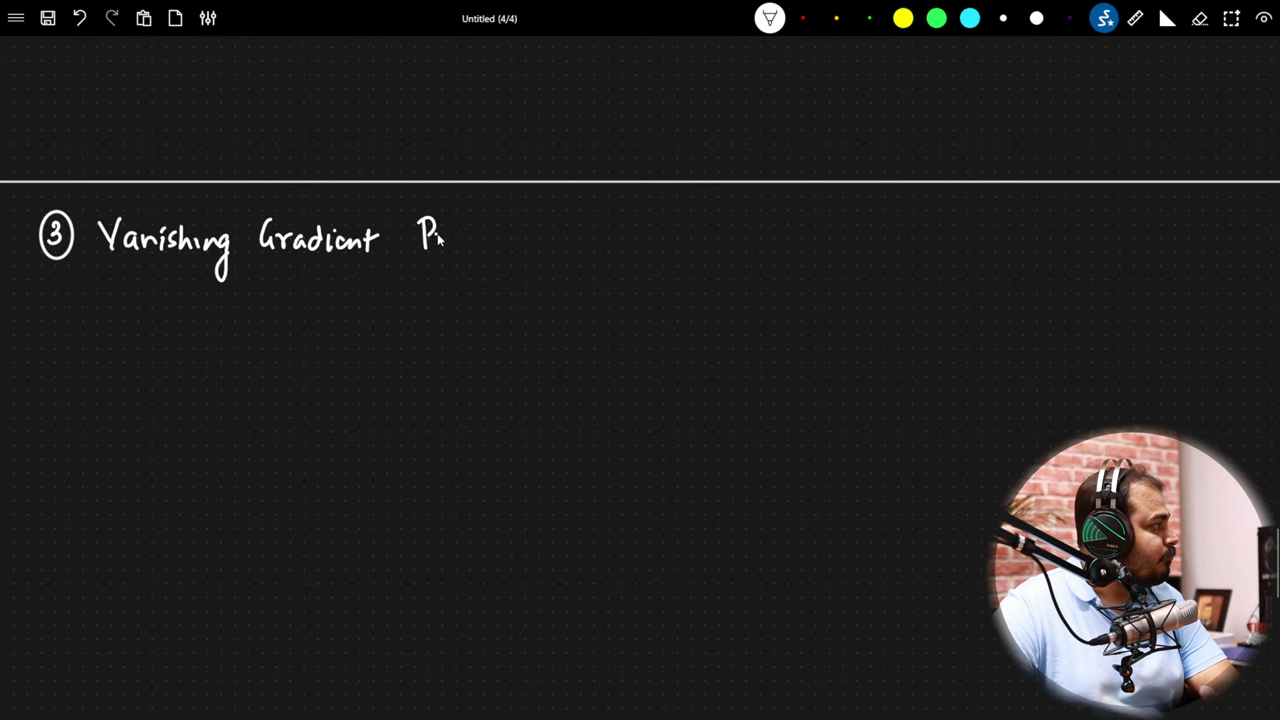 Untitled (4/4)
③ Vanishing Gradient P